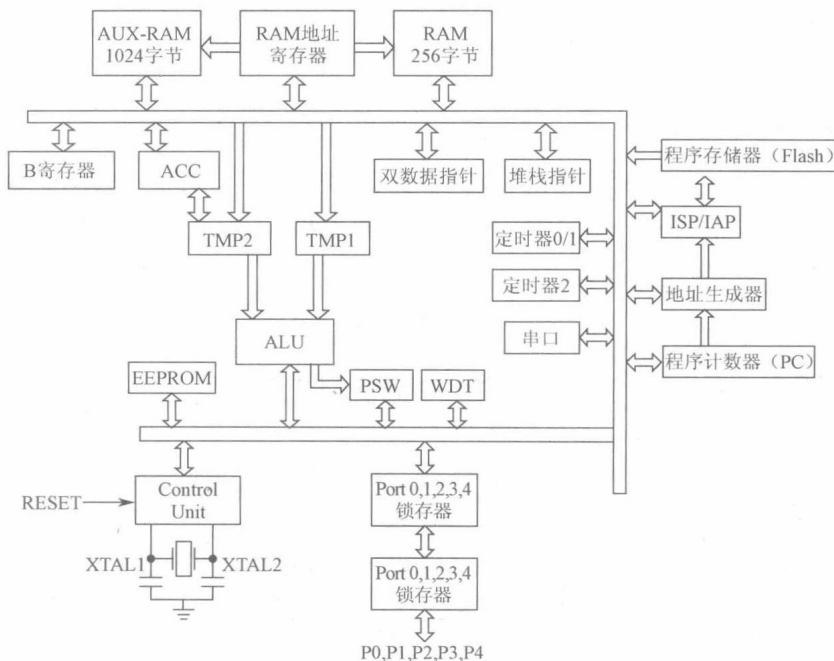 AUX-RAM
1024字节
RAM地址
寄存器
RAM
256字节
B寄存器
ACC
双数据指针
堆栈指针
程序存储器（Flash）
TMP2
TMP1
定时器0/1
ISP/IAP
定时器2
地址生成器
ALU
串口
程序计数器（PC）
EEPROM
PSW
WDT
RESET
Control
Unit
Port 0,1,2,3,4
锁存器
XTAL1
XTAL2
Port 0,1,2,3,4
锁存器
P0,P1,P2,P3,P4